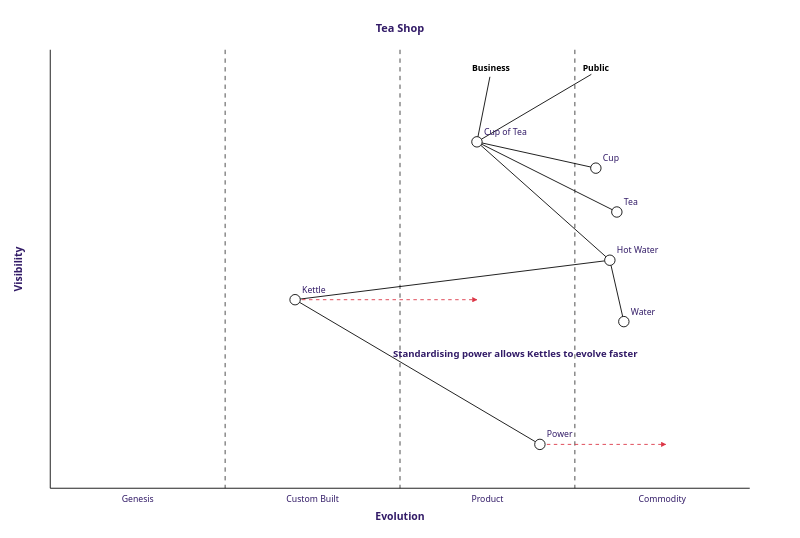 Tea Shop
Business
Public
Cup of Tea
Cup
Tea
Hot Water
Kettle
Water
Standardising power allows Kettles to evolve faster
Power
Visibility
Genesis
Custom Built
Product
Commodity
Evolution